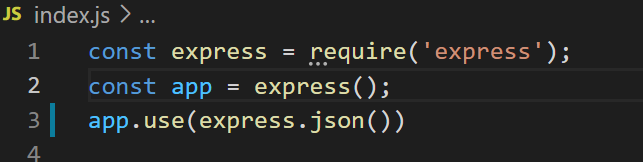 JS index.js > ...
1 const express = require('express');
2 const app = express();
3 app.use(express.json())
4